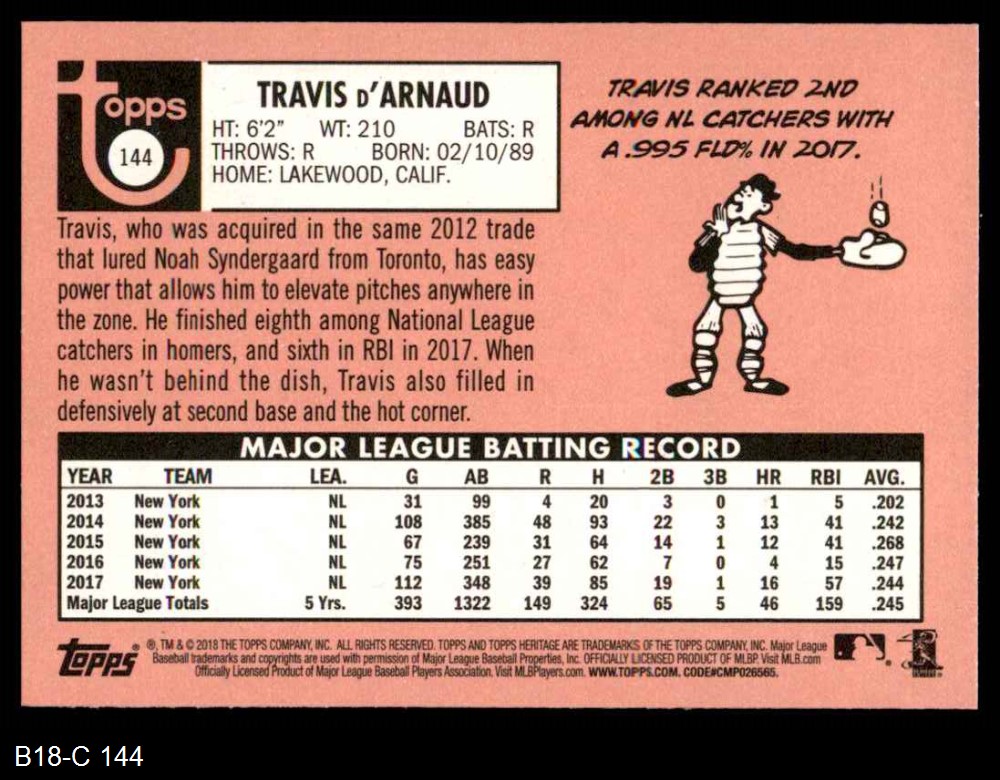 topps
144
TRAVIS D'ARNAUD
HT: 6'2" WT: 210 BATS: R
THROWS: R BORN: 02/10/89
HOME: LAKEWOOD, CALIF.
TRAVIS RANKED 2ND
AMONG NL CATCHERS WITH
A .995 FLD% IN 2017.
Travis, who was acquired in the same 2012 trade
that lured Noah Syndergaard from Toronto, has easy
power that allows him to elevate pitches anywhere in
the zone. He finished eighth among National League
catchers in homers, and sixth in RBI in 2017. When
he wasn't behind the dish, Travis also filled in
defensively at second base and the hot corner.
MAJOR LEAGUE BATTING RECORD
YEAR TEAM LEA. G AB R H 2B 3B HR RBI AVG.
2013 New York NL 31 99 4 20 3 0 1 5 .202
2014 New York NL 108 385 48 93 22 3 13 41 .242
2015 New York NL 67 239 31 64 14 1 12 41 .268
2016 New York NL 75 251 27 62 7 0 4 15 .247
2017 New York NL 112 348 39 85 19 1 16 57 .244
Major League Totals 5 Yrs. 393 1322 149 324 65 5 46 159 .245
topps
®, TM & © 2018 THE TOPPS COMPANY, INC. ALL RIGHTS RESERVED. TOPPS AND TOPPS HERITAGE ARE TRADEMARKS OF THE TOPPS COMPANY, INC. Major League
Baseball trademarks and copyrights are used with permission of Major League Baseball Properties, Inc. OFFICIALLY LICENSED PRODUCT OF MLBP. Visit MLB.com
Officially Licensed Product of Major League Baseball Players Association. Visit MLBPlayers.com. WWW.TOPPS.COM. CODE#CMP026565.
B18-C 144